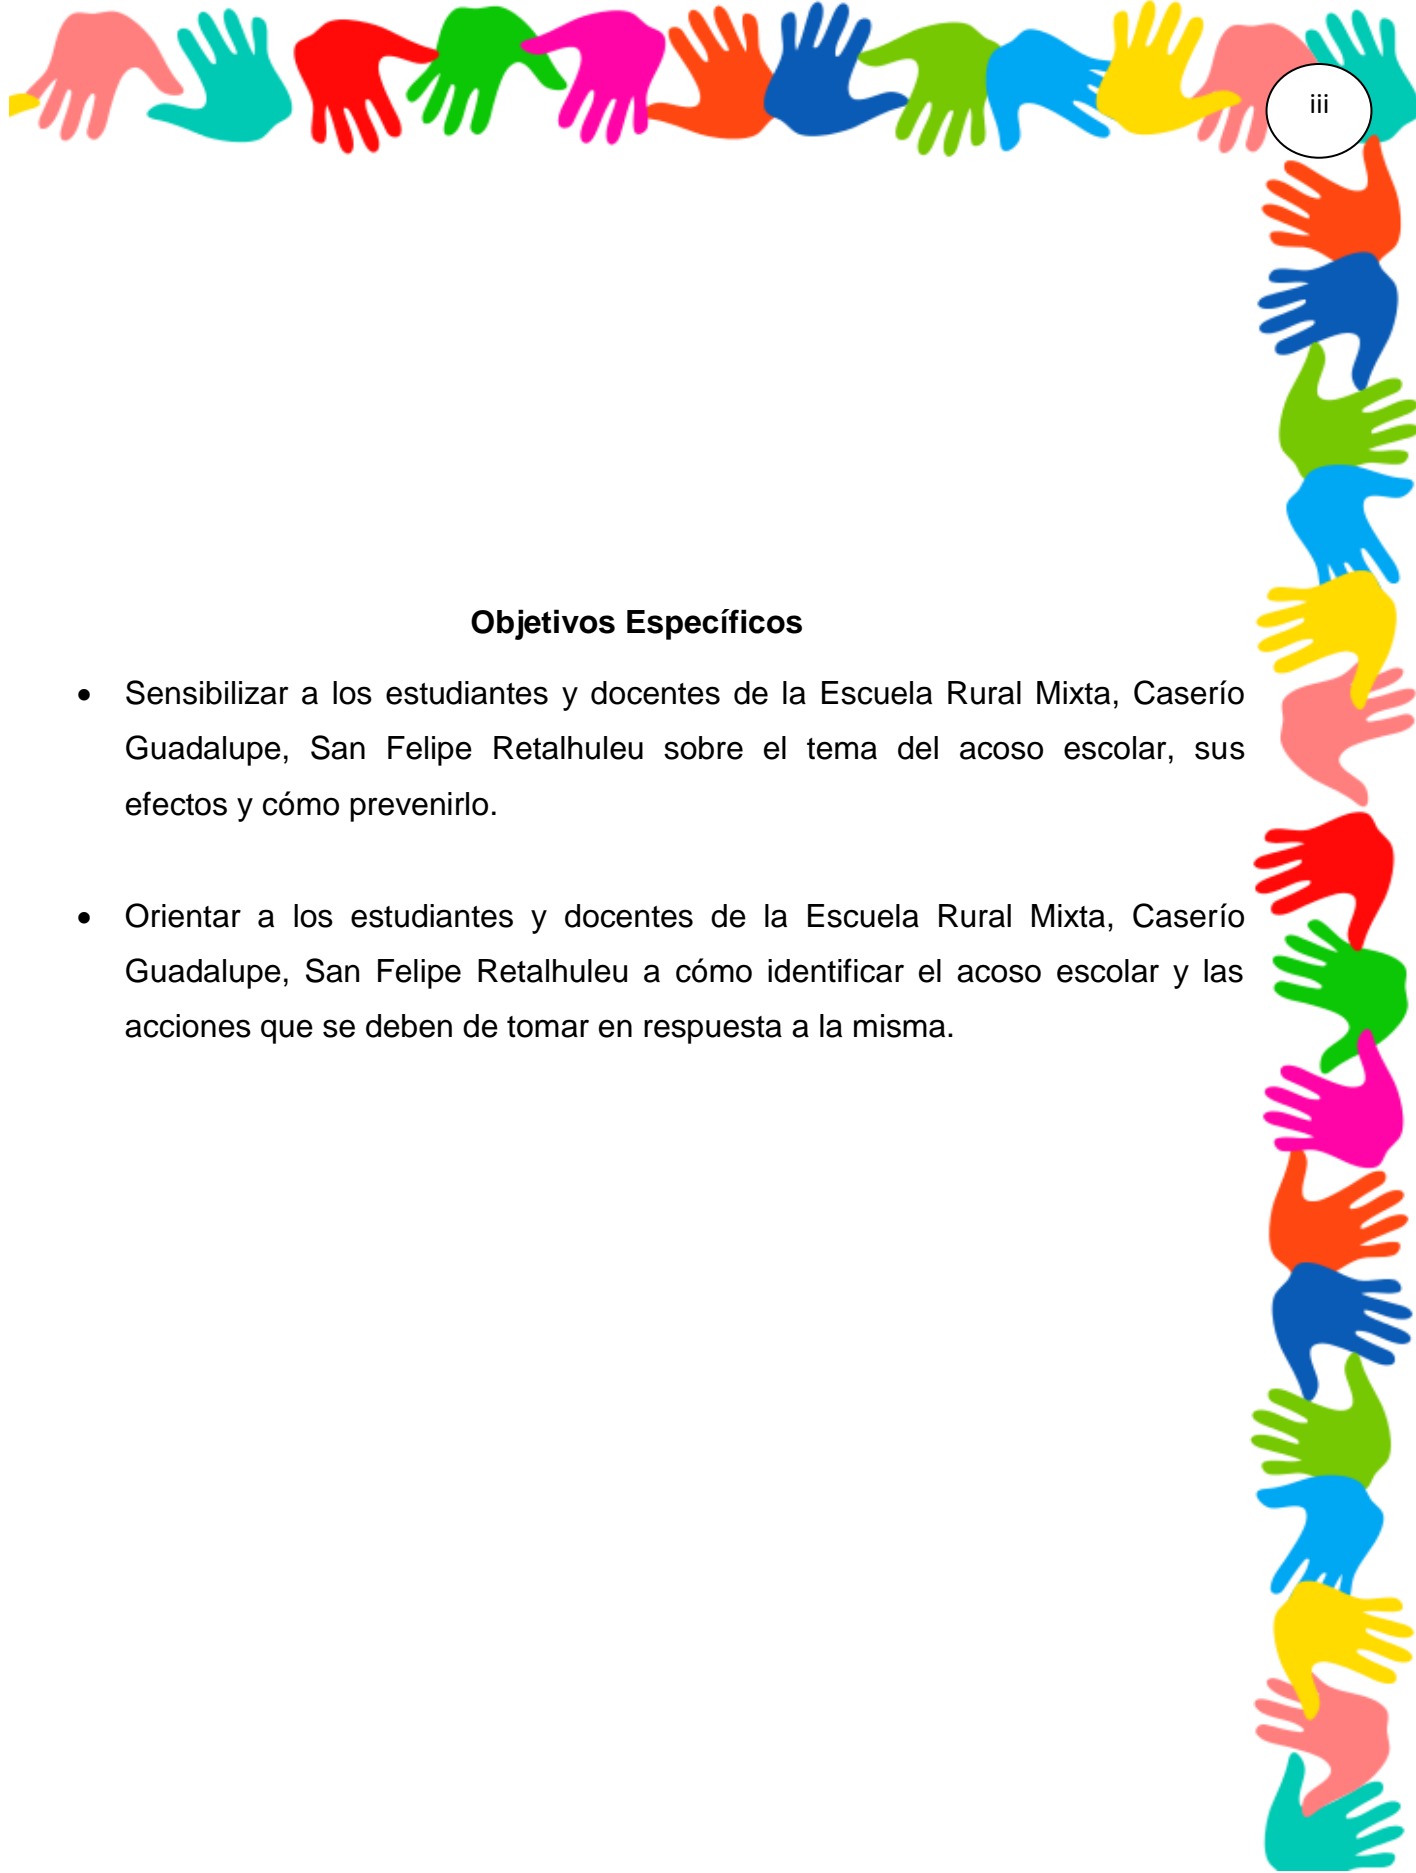 iii
Objetivos Específicos
• Sensibilizar a los estudiantes y docentes de la Escuela Rural Mixta, Caserío
Guadalupe, San Felipe Retalhuleu sobre el tema del acoso escolar, sus
efectos y cómo prevenirlo.
• Orientar a los estudiantes y docentes de la Escuela Rural Mixta, Caserío
Guadalupe, San Felipe Retalhuleu a cómo identificar el acoso escolar y las
acciones que se deben de tomar en respuesta a la misma.